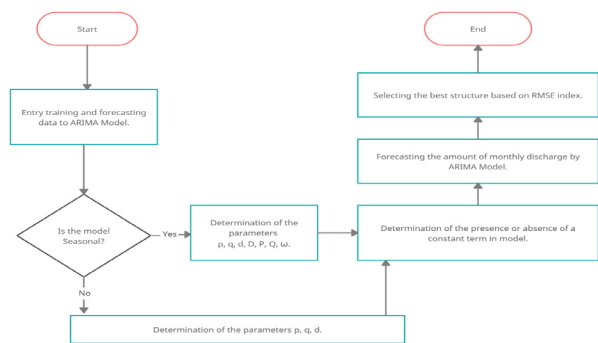 Start
Entry training and forecasting
data to ARIMA Model.
Is the model
Seasonal?
Yes
Determination of the
parameters
p, q, d, D, P, Q, ω.
No
Determination of the parameters p, q, d.
Determination of the presence or absence of a
constant term in model.
Forecasting the amount of monthly discharge by
ARIMA Model.
Selecting the best structure based on RMSE index.
End